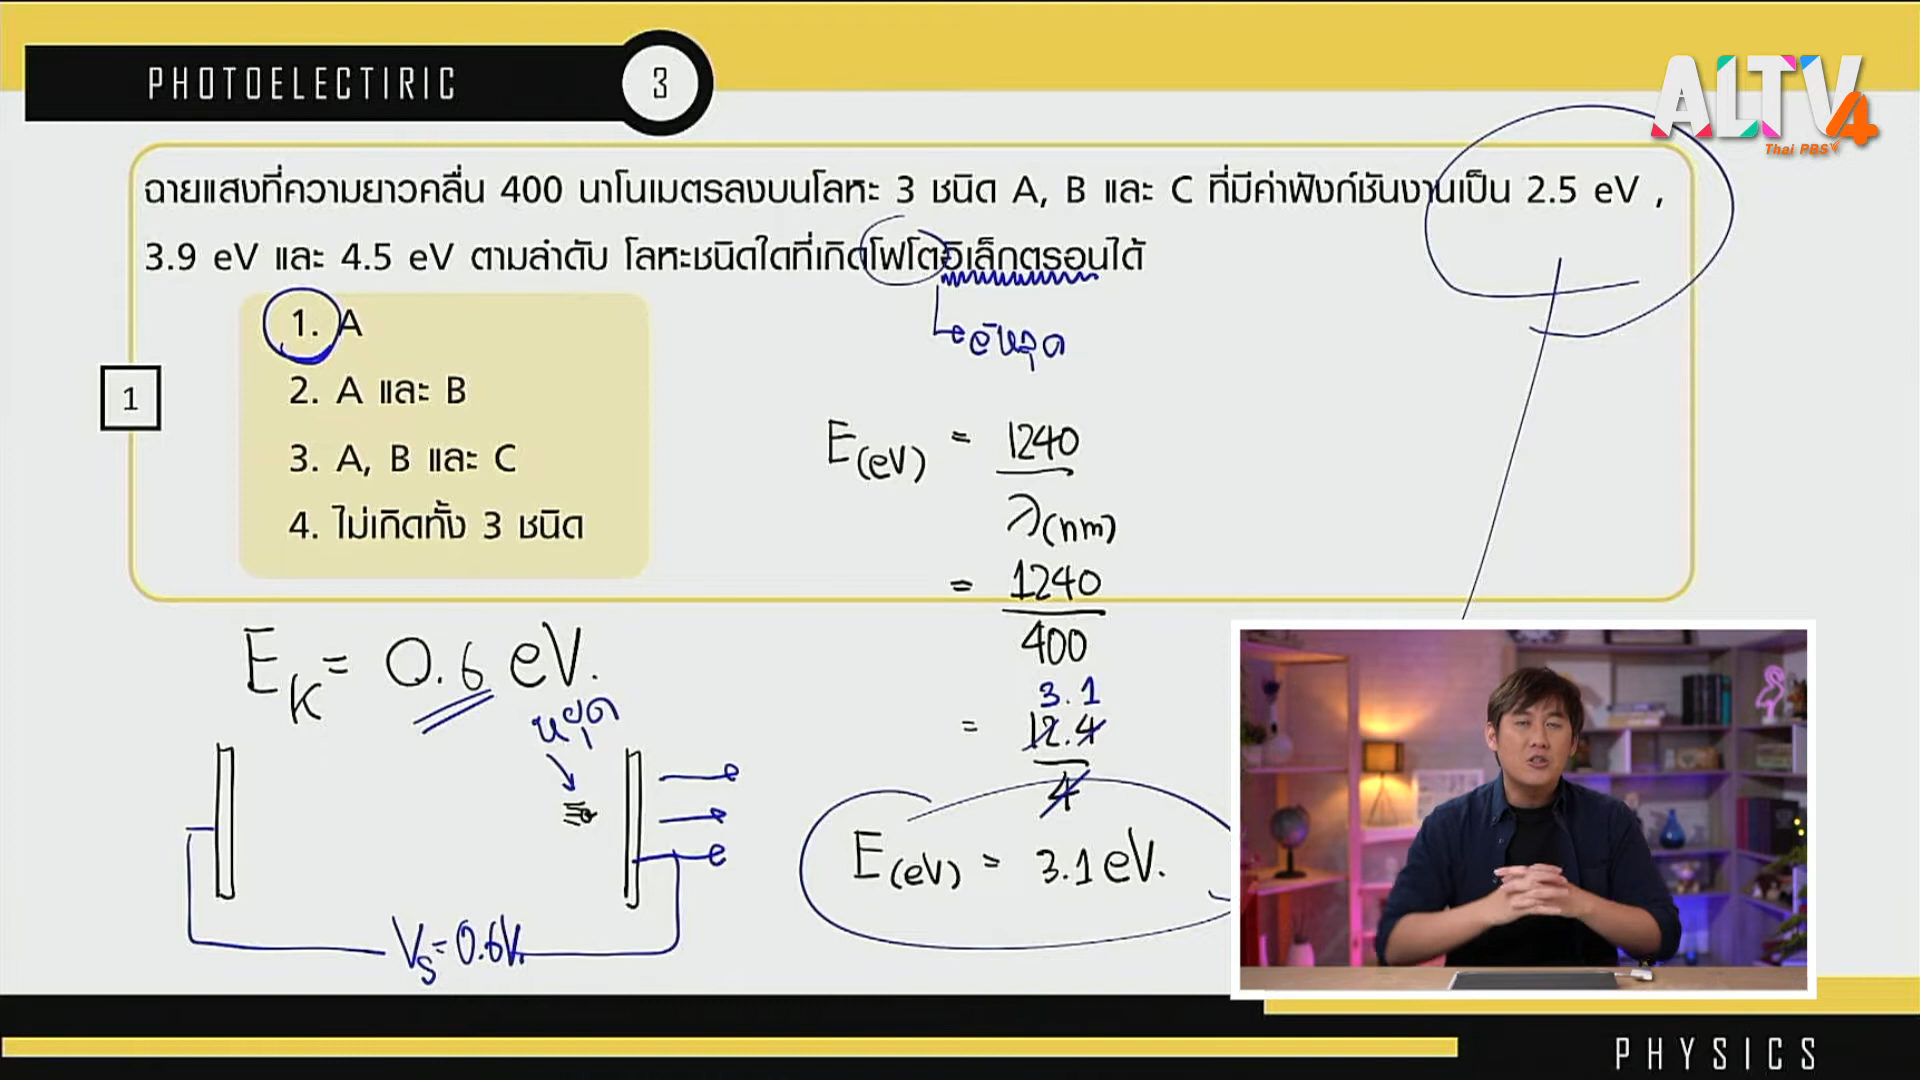 PHOTOELECTIRIC
3
ALTV4
Thai PBS
ฉายแสงที่ความยาวคลื่น 400 นาโนเมตรลงบนโลหะ 3 ชนิด A, B และ C ที่มีค่าฟังก์ชันงานเป็น 2.5 eV ,
3.9 eV และ 4.5 eV ตามลำดับ โลหะชนิดใดที่เกิดโฟโตอิเล็กตรอนได้
1
1. A
2. A และ B
3. A, B และ C
4. ไม่เกิดทั้ง 3 ชนิด
E(eV) = 1240
λ(nm)
= 1240
400
3.1
= 12.4
4
E(eV) = 3.1 eV.
EK = 0.6 eV.
หยุด
Vs = 0.6V.
PHYSICS